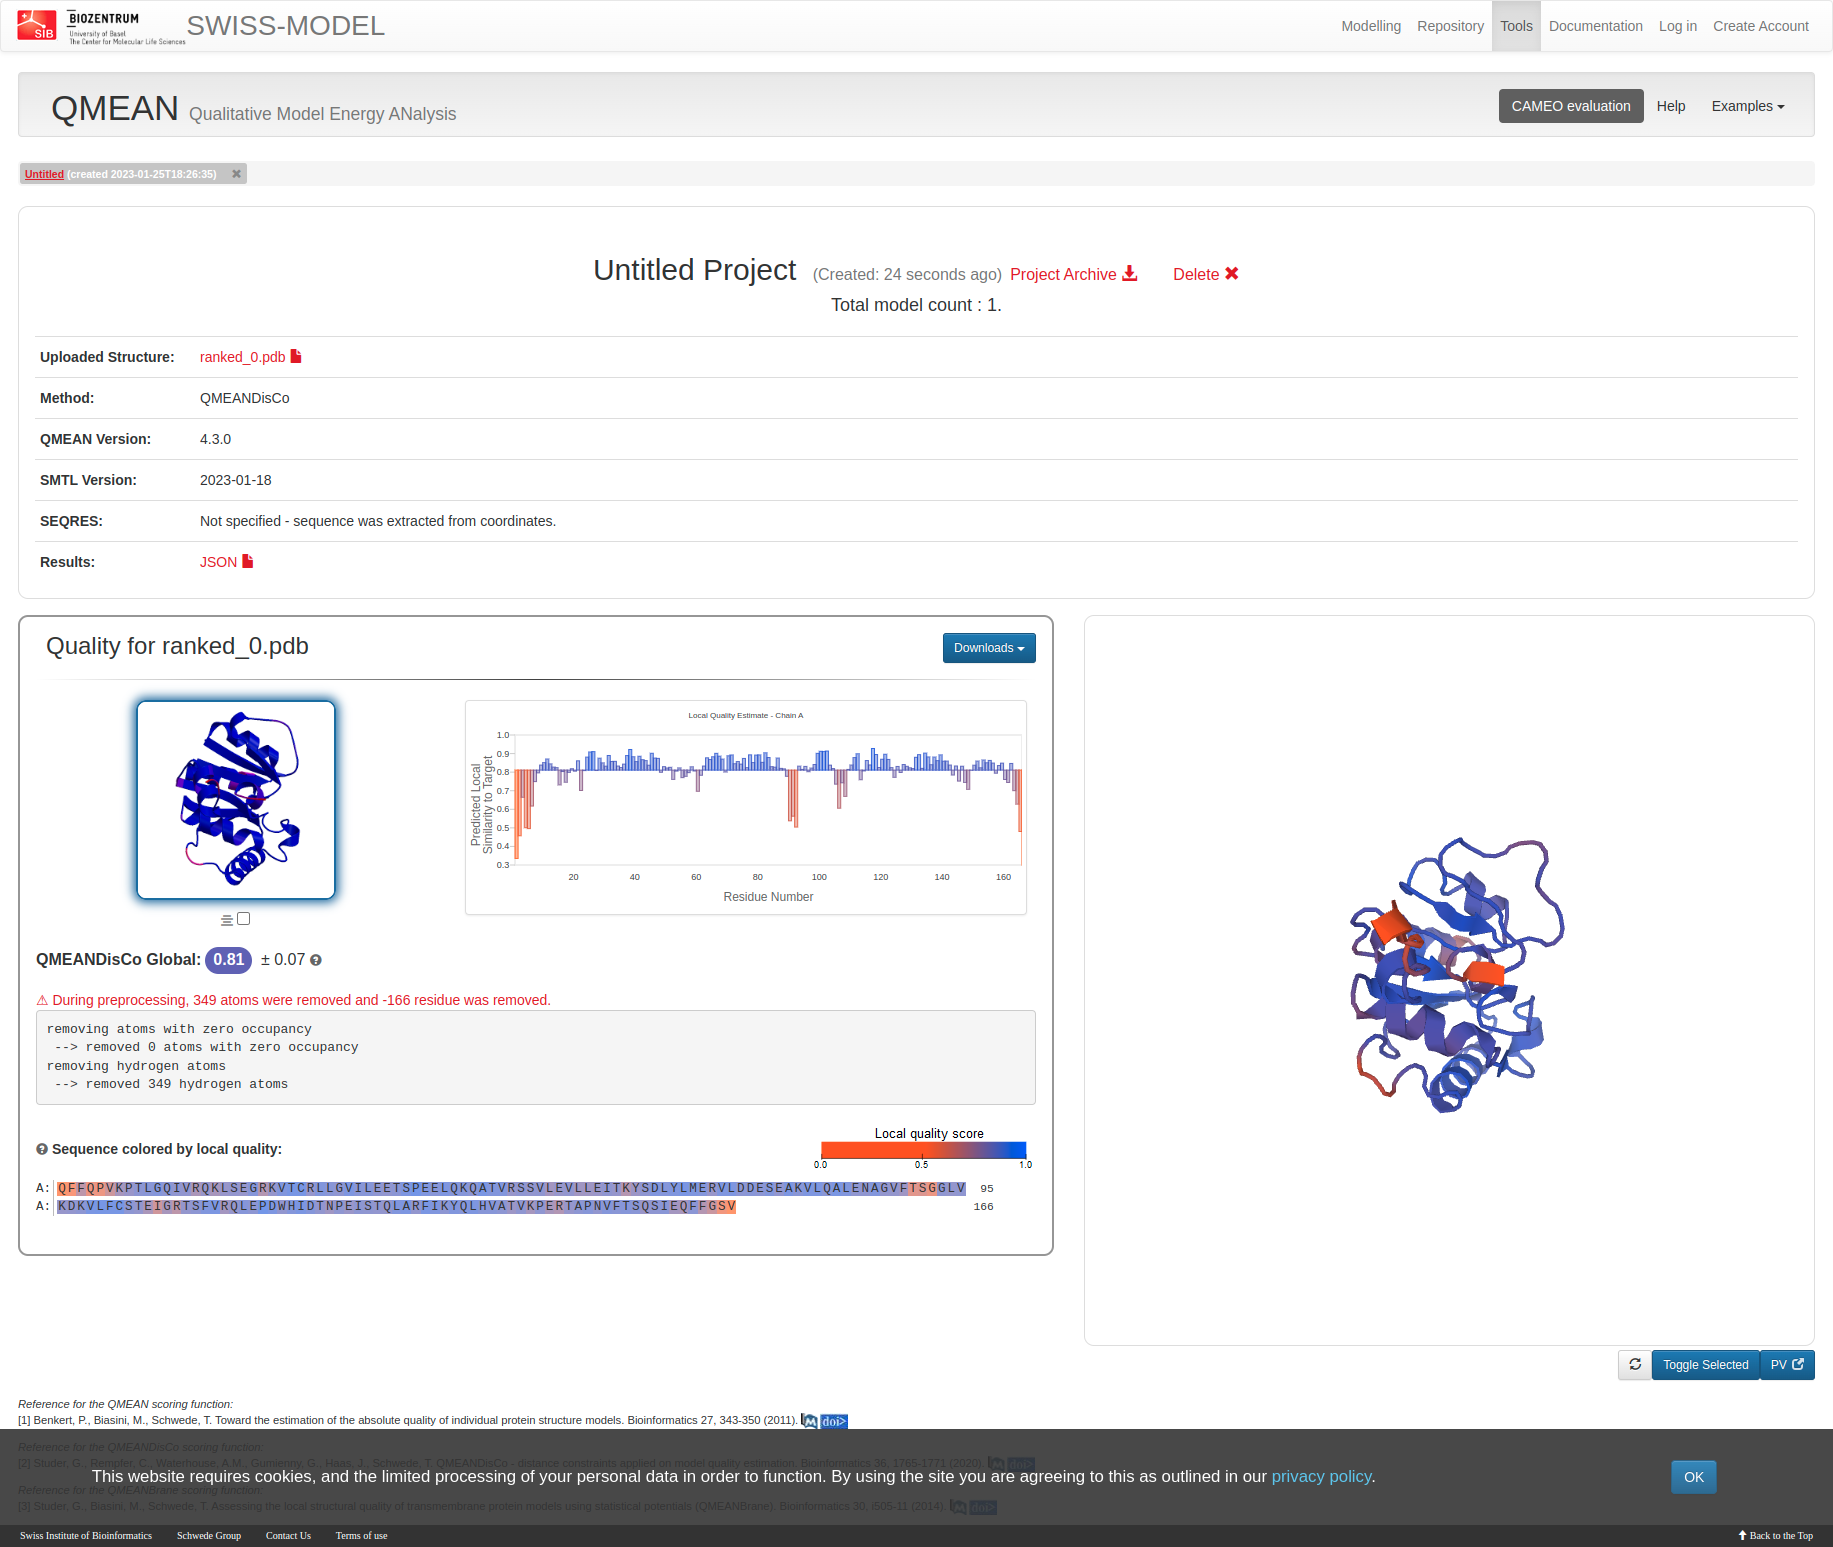 SIB
BIOZENTRUM
University of Basel
The Center for Molecular Life Sciences
SWISS-MODEL
Modelling Repository Tools Documentation Log in Create Account
QMEAN Qualitative Model Energy ANalysis
CAMEO evaluation Help Examples
Untitled (created 2023-01-25T18:26:35) ✖
Untitled Project (Created: 24 seconds ago) Project Archive Delete ✖
Total model count : 1.
Uploaded Structure: ranked_0.pdb
Method: QMEANDisCo
QMEAN Version: 4.3.0
SMTL Version: 2023-01-18
SEQRES: Not specified - sequence was extracted from coordinates.
Results: JSON
Quality for ranked_0.pdb
Downloads
Local Quality Estimate - Chain A
Predicted Local
Similarity to Target
1.0
0.9
0.8
0.7
0.6
0.5
0.4
0.3
20 40 60 80 100 120 140 160
Residue Number
QMEANDisCo Global: 0.81 ± 0.07
⚠ During preprocessing, 349 atoms were removed and -166 residue was removed.
removing atoms with zero occupancy
--> removed 0 atoms with zero occupancy
removing hydrogen atoms
--> removed 349 hydrogen atoms
Sequence colored by local quality:
Local quality score
0.0 0.5 1.0
A: QFFQPVKPTLGQIVRQKLSEGRKVTCRLLGVILEETSPEELQKQATVRSSVLEVLLEITKYSDLYLMERVLDDESEAKVLQALENAGVFTSGGLV 95
A: KDKVLFCSTEIGRTSFVRQLEPDWHIDTNPEISTQLARFIKYQLHVATVKPERTAPNVFTSQSIEQFFGSV 166
Toggle Selected PV
Reference for the QMEAN scoring function:
[1] Benkert, P., Biasini, M., Schwede, T. Toward the estimation of the absolute quality of individual protein structure models. Bioinformatics 27, 343-350 (2011). M doi>
Reference for the QMEANDisCo scoring function:
[2] Studer, G., Rempfer, C., Waterhouse, A.M., Gumienny, G., Haas, J., Schwede, T. QMEANDisCo - distance constraints applied on model quality estimation. Bioinformatics 36, 1765-1771 (2020). M doi>
This website requires cookies, and the limited processing of your personal data in order to function. By using the site you are agreeing to this as outlined in our privacy policy.
OK
Reference for the QMEANBrane scoring function:
[3] Studer, G., Biasini, M., Schwede, T. Assessing the local structural quality of transmembrane protein models using statistical potentials (QMEANBrane). Bioinformatics 30, i505-11 (2014). M doi>
Swiss Institute of Bioinformatics Schwede Group Contact Us Terms of use
Back to the Top